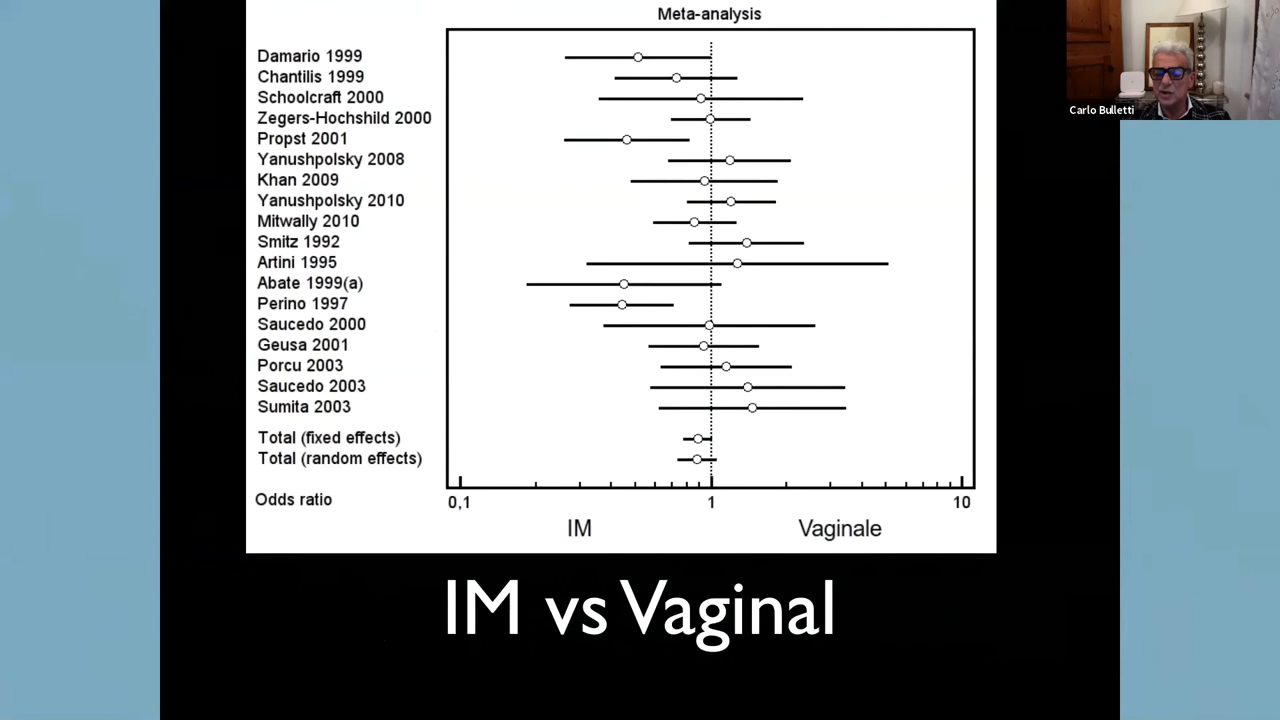 Meta-analysis
Carlo Bulletti
Damario 1999
Chantilis 1999
Schoolcraft 2000
Zegers-Hochshild 2000
Propst 2001
Yanushpolsky 2008
Khan 2009
Yanushpolsky 2010
Mitwally 2010
Smitz 1992
Artini 1995
Abate 1999(a)
Perino 1997
Saucedo 2000
Geusa 2001
Porcu 2003
Saucedo 2003
Sumita 2003
Total (fixed effects)
Total (random effects)
Odds ratio 0,1 1 10
IM Vaginale
IM vs Vaginal